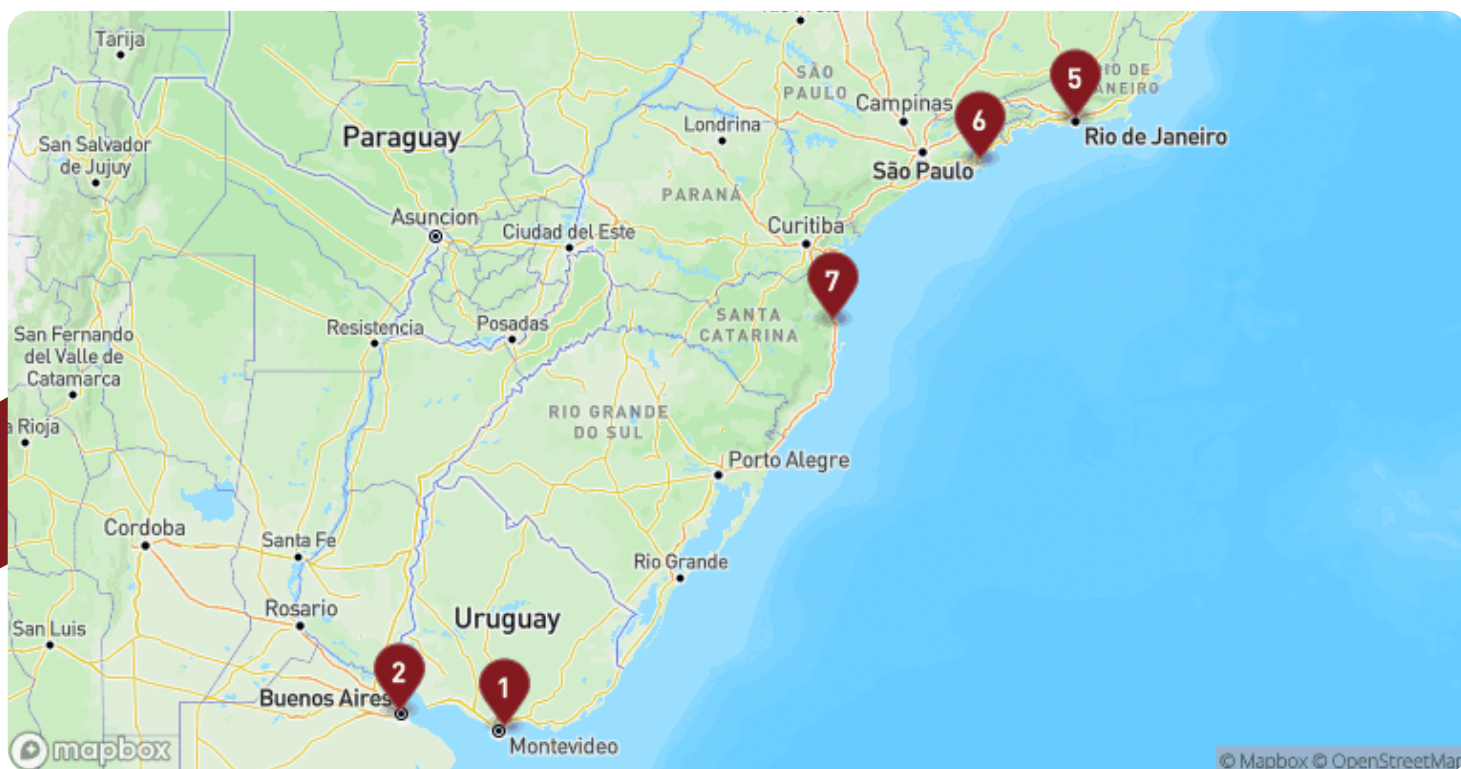 Tarija
SÃO
PAULO
5
RIO DE
JANEIRO
Campinas
6
Paraguay
Londrina
Rio de Janeiro
San Salvador
de Jujuy
São Paulo
PARANÁ
Asuncion
Ciudad del Este
Curitiba
7
SANTA
CATARINA
Resistencia
Posadas
San Fernando
del Valle de
Catamarca
RIO GRANDE
DO SUL
a Rioja
Porto Alegre
Cordoba
Santa Fe
Rio Grande
Rosario
Uruguay
San Luis
2
1
Buenos Aires
Montevideo
mapbox
© Mapbox © OpenStreetMap